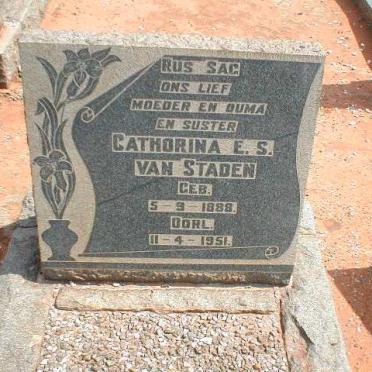 RUS SAG
ONS LIEF
MOEDER EN OUMA
EN SUSTER
CATHORINA E. S.
VAN STADEN
GEB.
5-9-1888.
OORL.
11-4-1951.